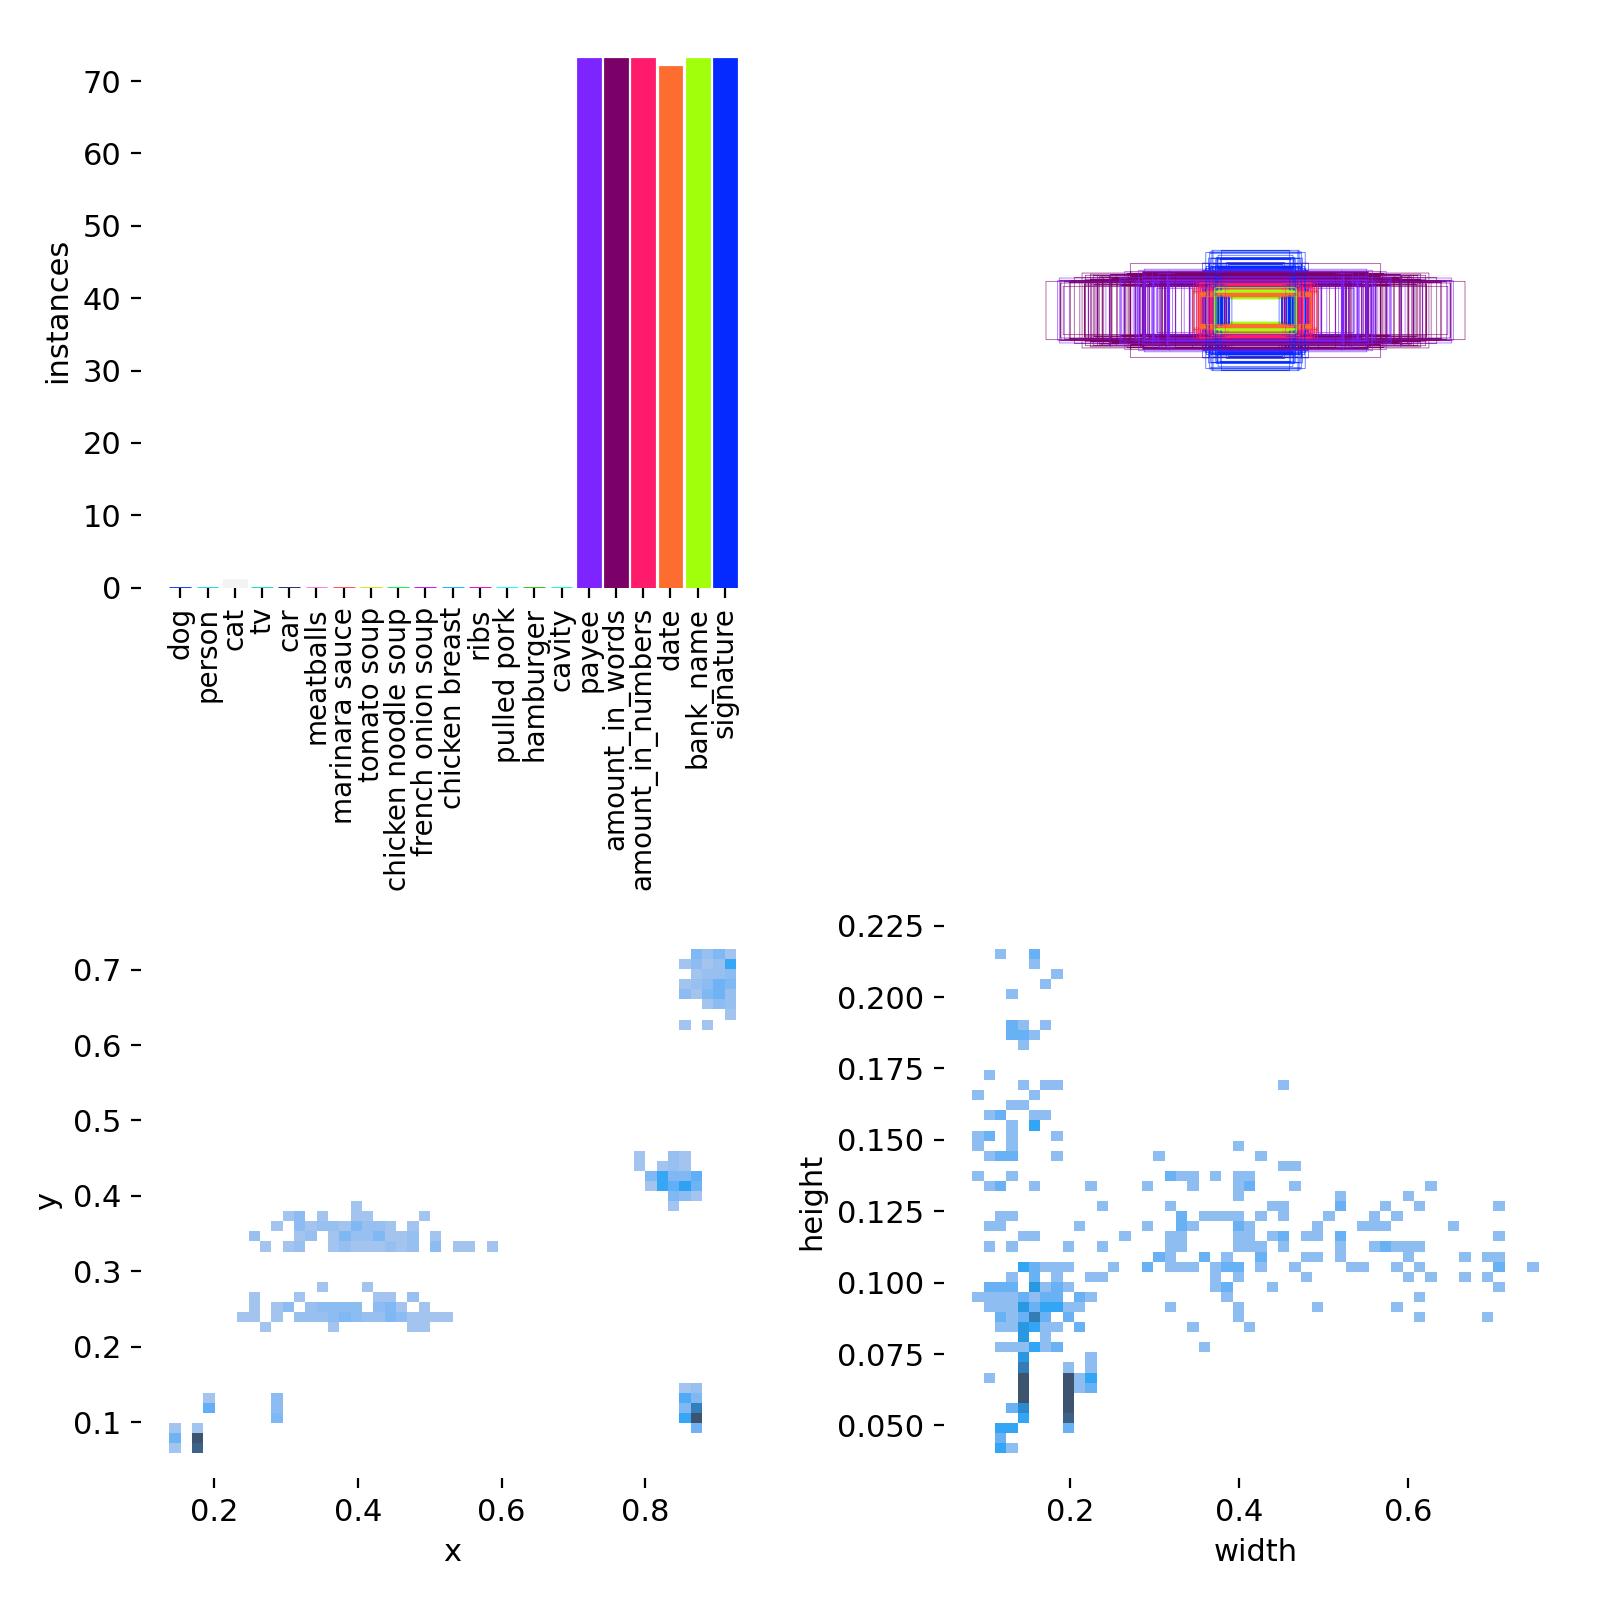 70
60
50
40
30
20
10
0
instances
dog
person
cat
tv
car
meatballs
marinara sauce
tomato soup
chicken noodle soup
french onion soup
chicken breast
ribs
pulled pork
hamburger
cavity
payee
amount_in_words
amount_in_numbers
date
bank_name
signature
0.7
0.6
0.5
0.4
0.3
0.2
0.1
y
0.2 0.4 0.6 0.8
x
0.225
0.200
0.175
0.150
0.125
0.100
0.075
0.050
height
0.2 0.4 0.6
width